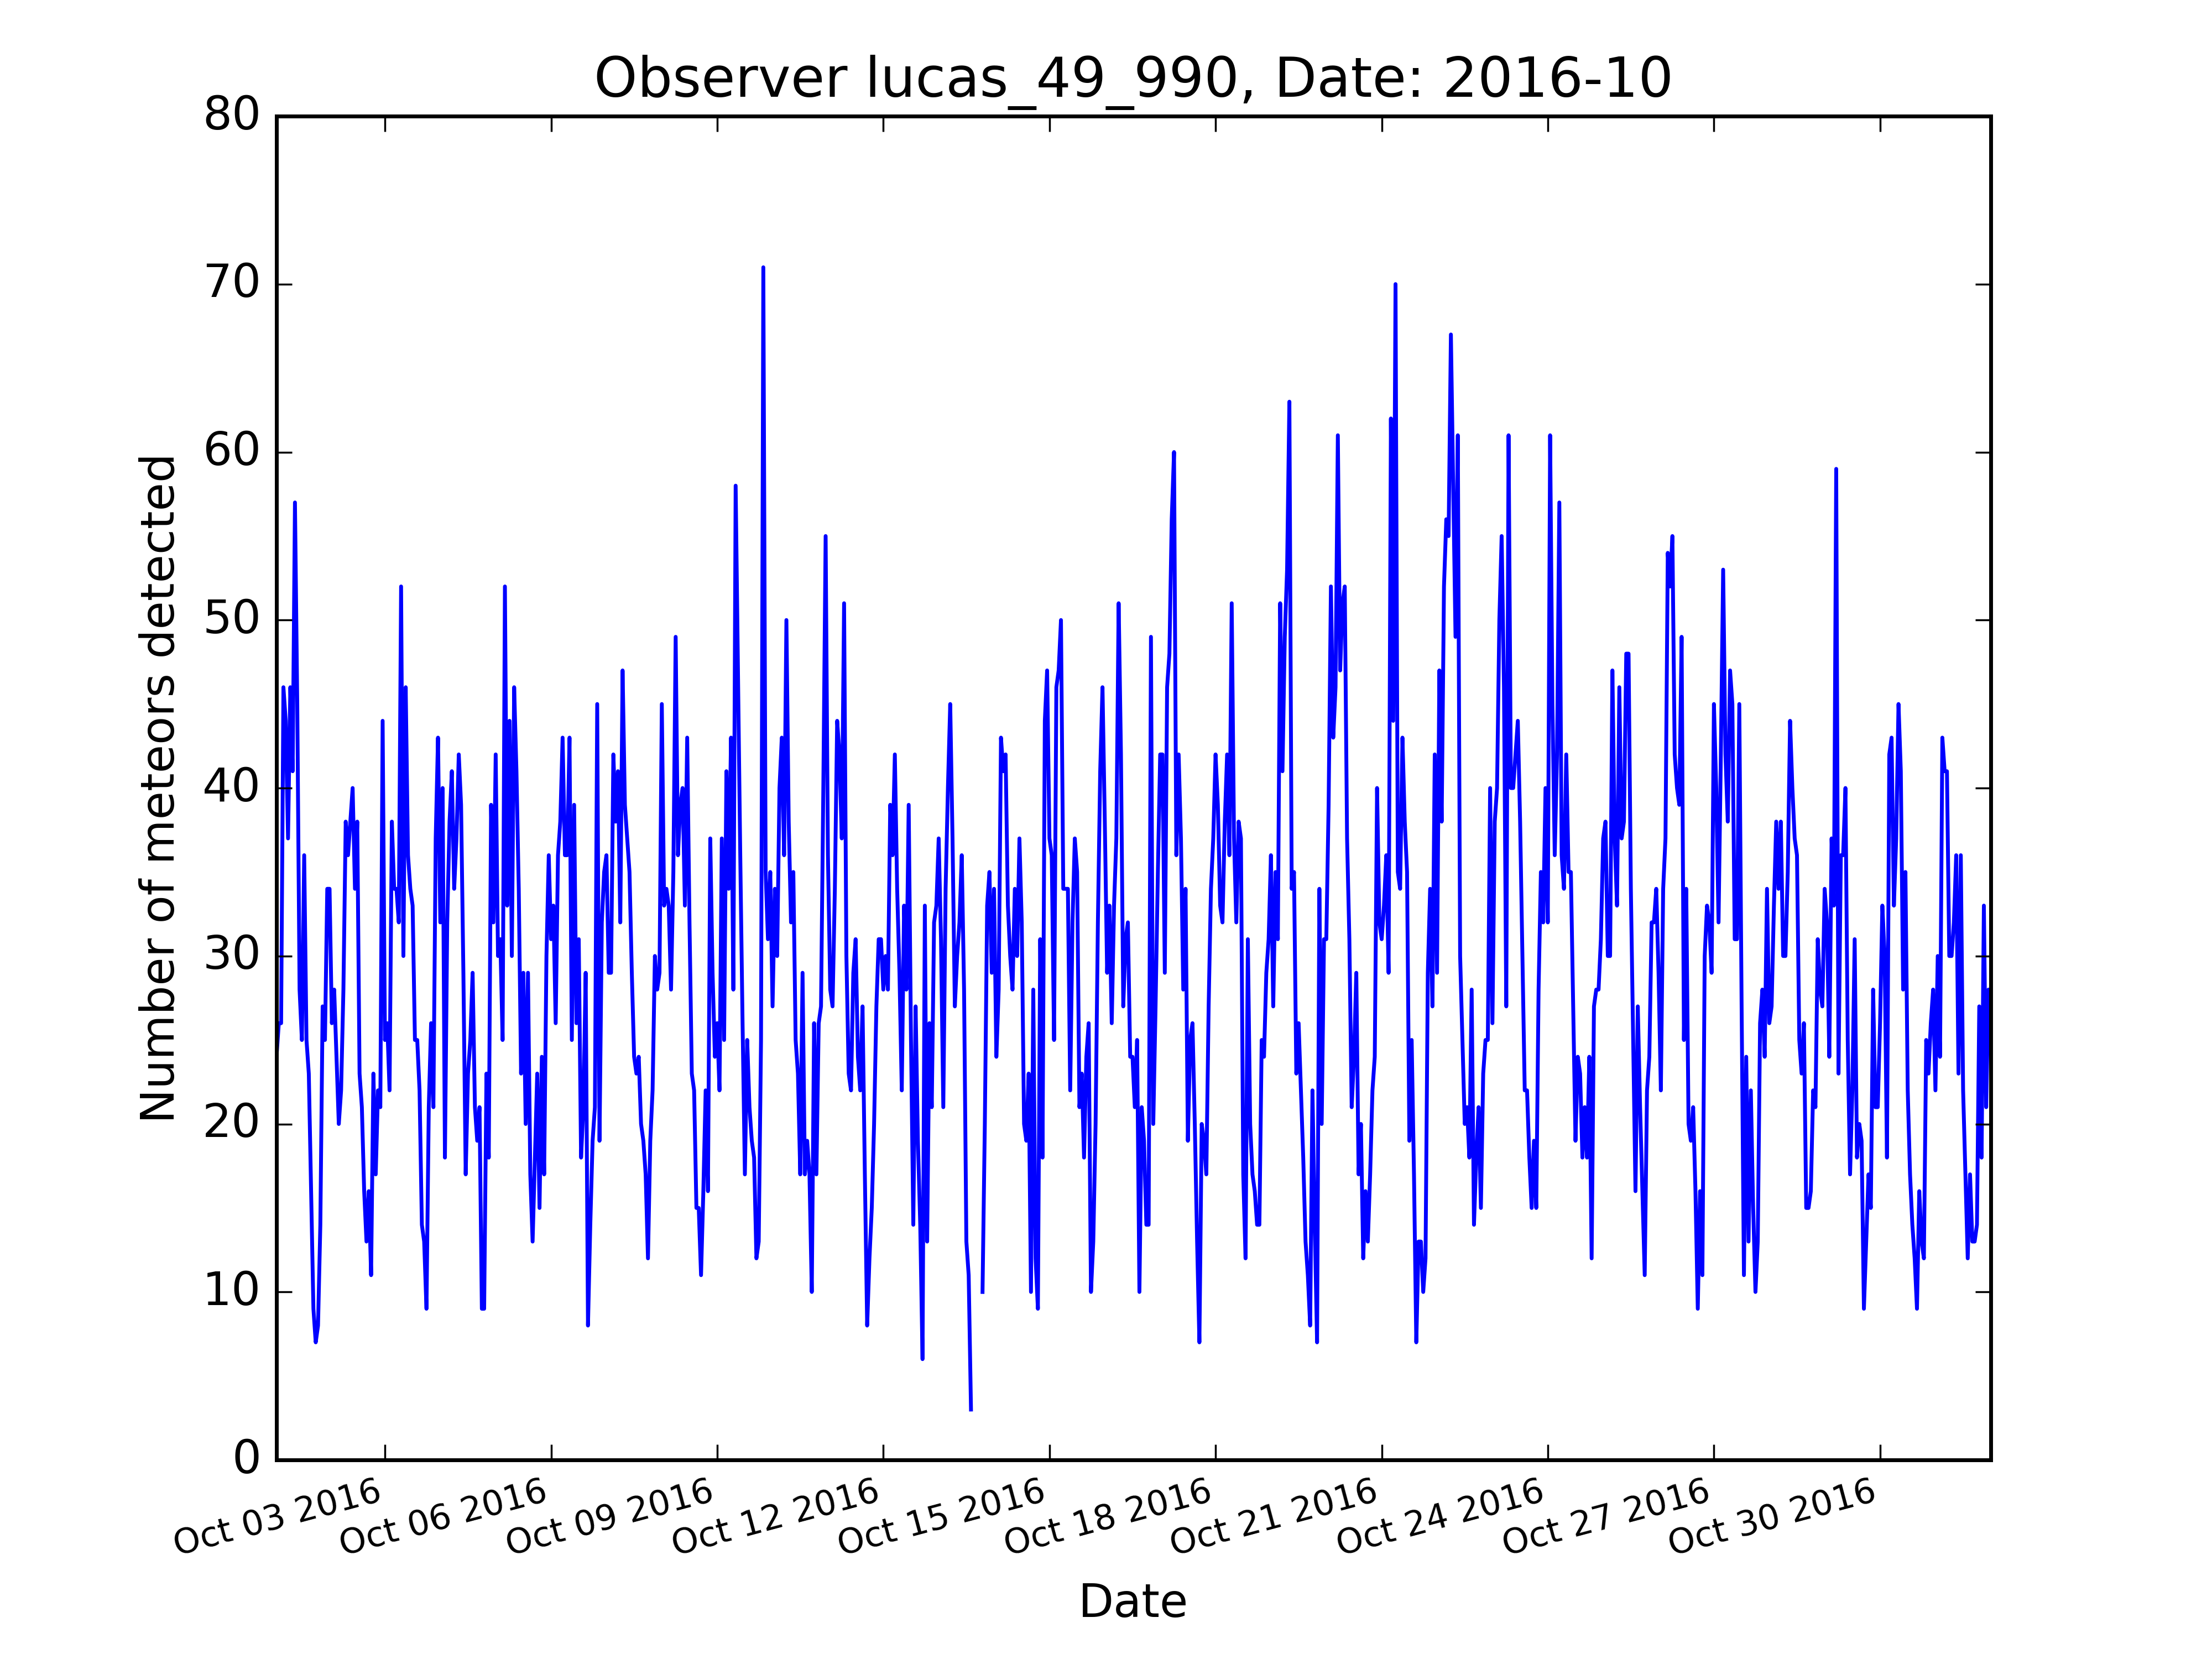 Observer lucas_49_990, Date: 2016-10
Number of meteors detected
80
70
60
50
40
30
20
10
0
Oct 03 2016
Oct 06 2016
Oct 09 2016
Oct 12 2016
Oct 15 2016
Oct 18 2016
Oct 21 2016
Oct 24 2016
Oct 27 2016
Oct 30 2016
Date